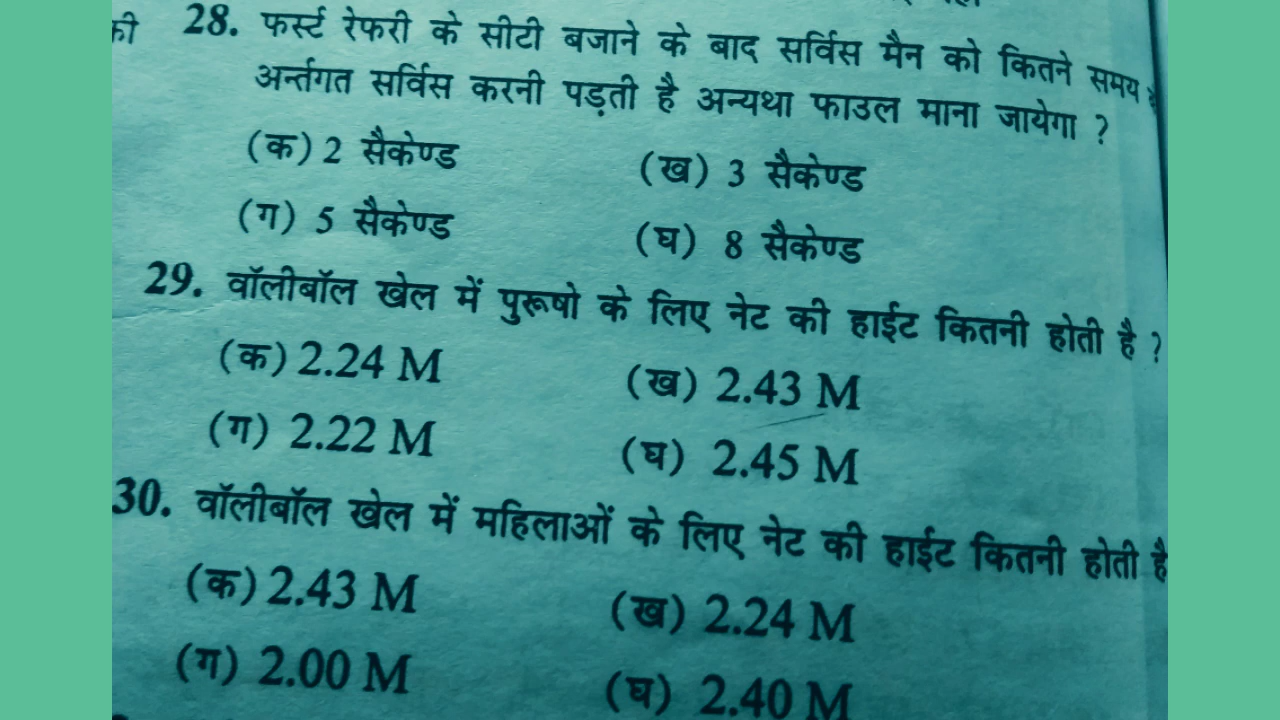 की
28. फर्स्ट रेफरी के सीटी बजाने के बाद सर्विस मैन को कितने समय
अर्न्तगत सर्विस करनी पड़ती है अन्यथा फाउल माना जायेगा ?
(क) 2 सैकेण्ड (ख) 3 सैकेण्ड
(ग) 5 सैकेण्ड (घ) 8 सैकेण्ड
29. वॉलीबॉल खेल में पुरूषो के लिए नेट की हाईट कितनी होती है ?
(क) 2.24 M (ख) 2.43 M
(ग) 2.22 M (घ) 2.45 M
30. वॉलीबॉल खेल में महिलाओं के लिए नेट की हाईट कितनी होती है
(क) 2.43 M (ख) 2.24 M
(ग) 2.00 M (घ) 2.40 M